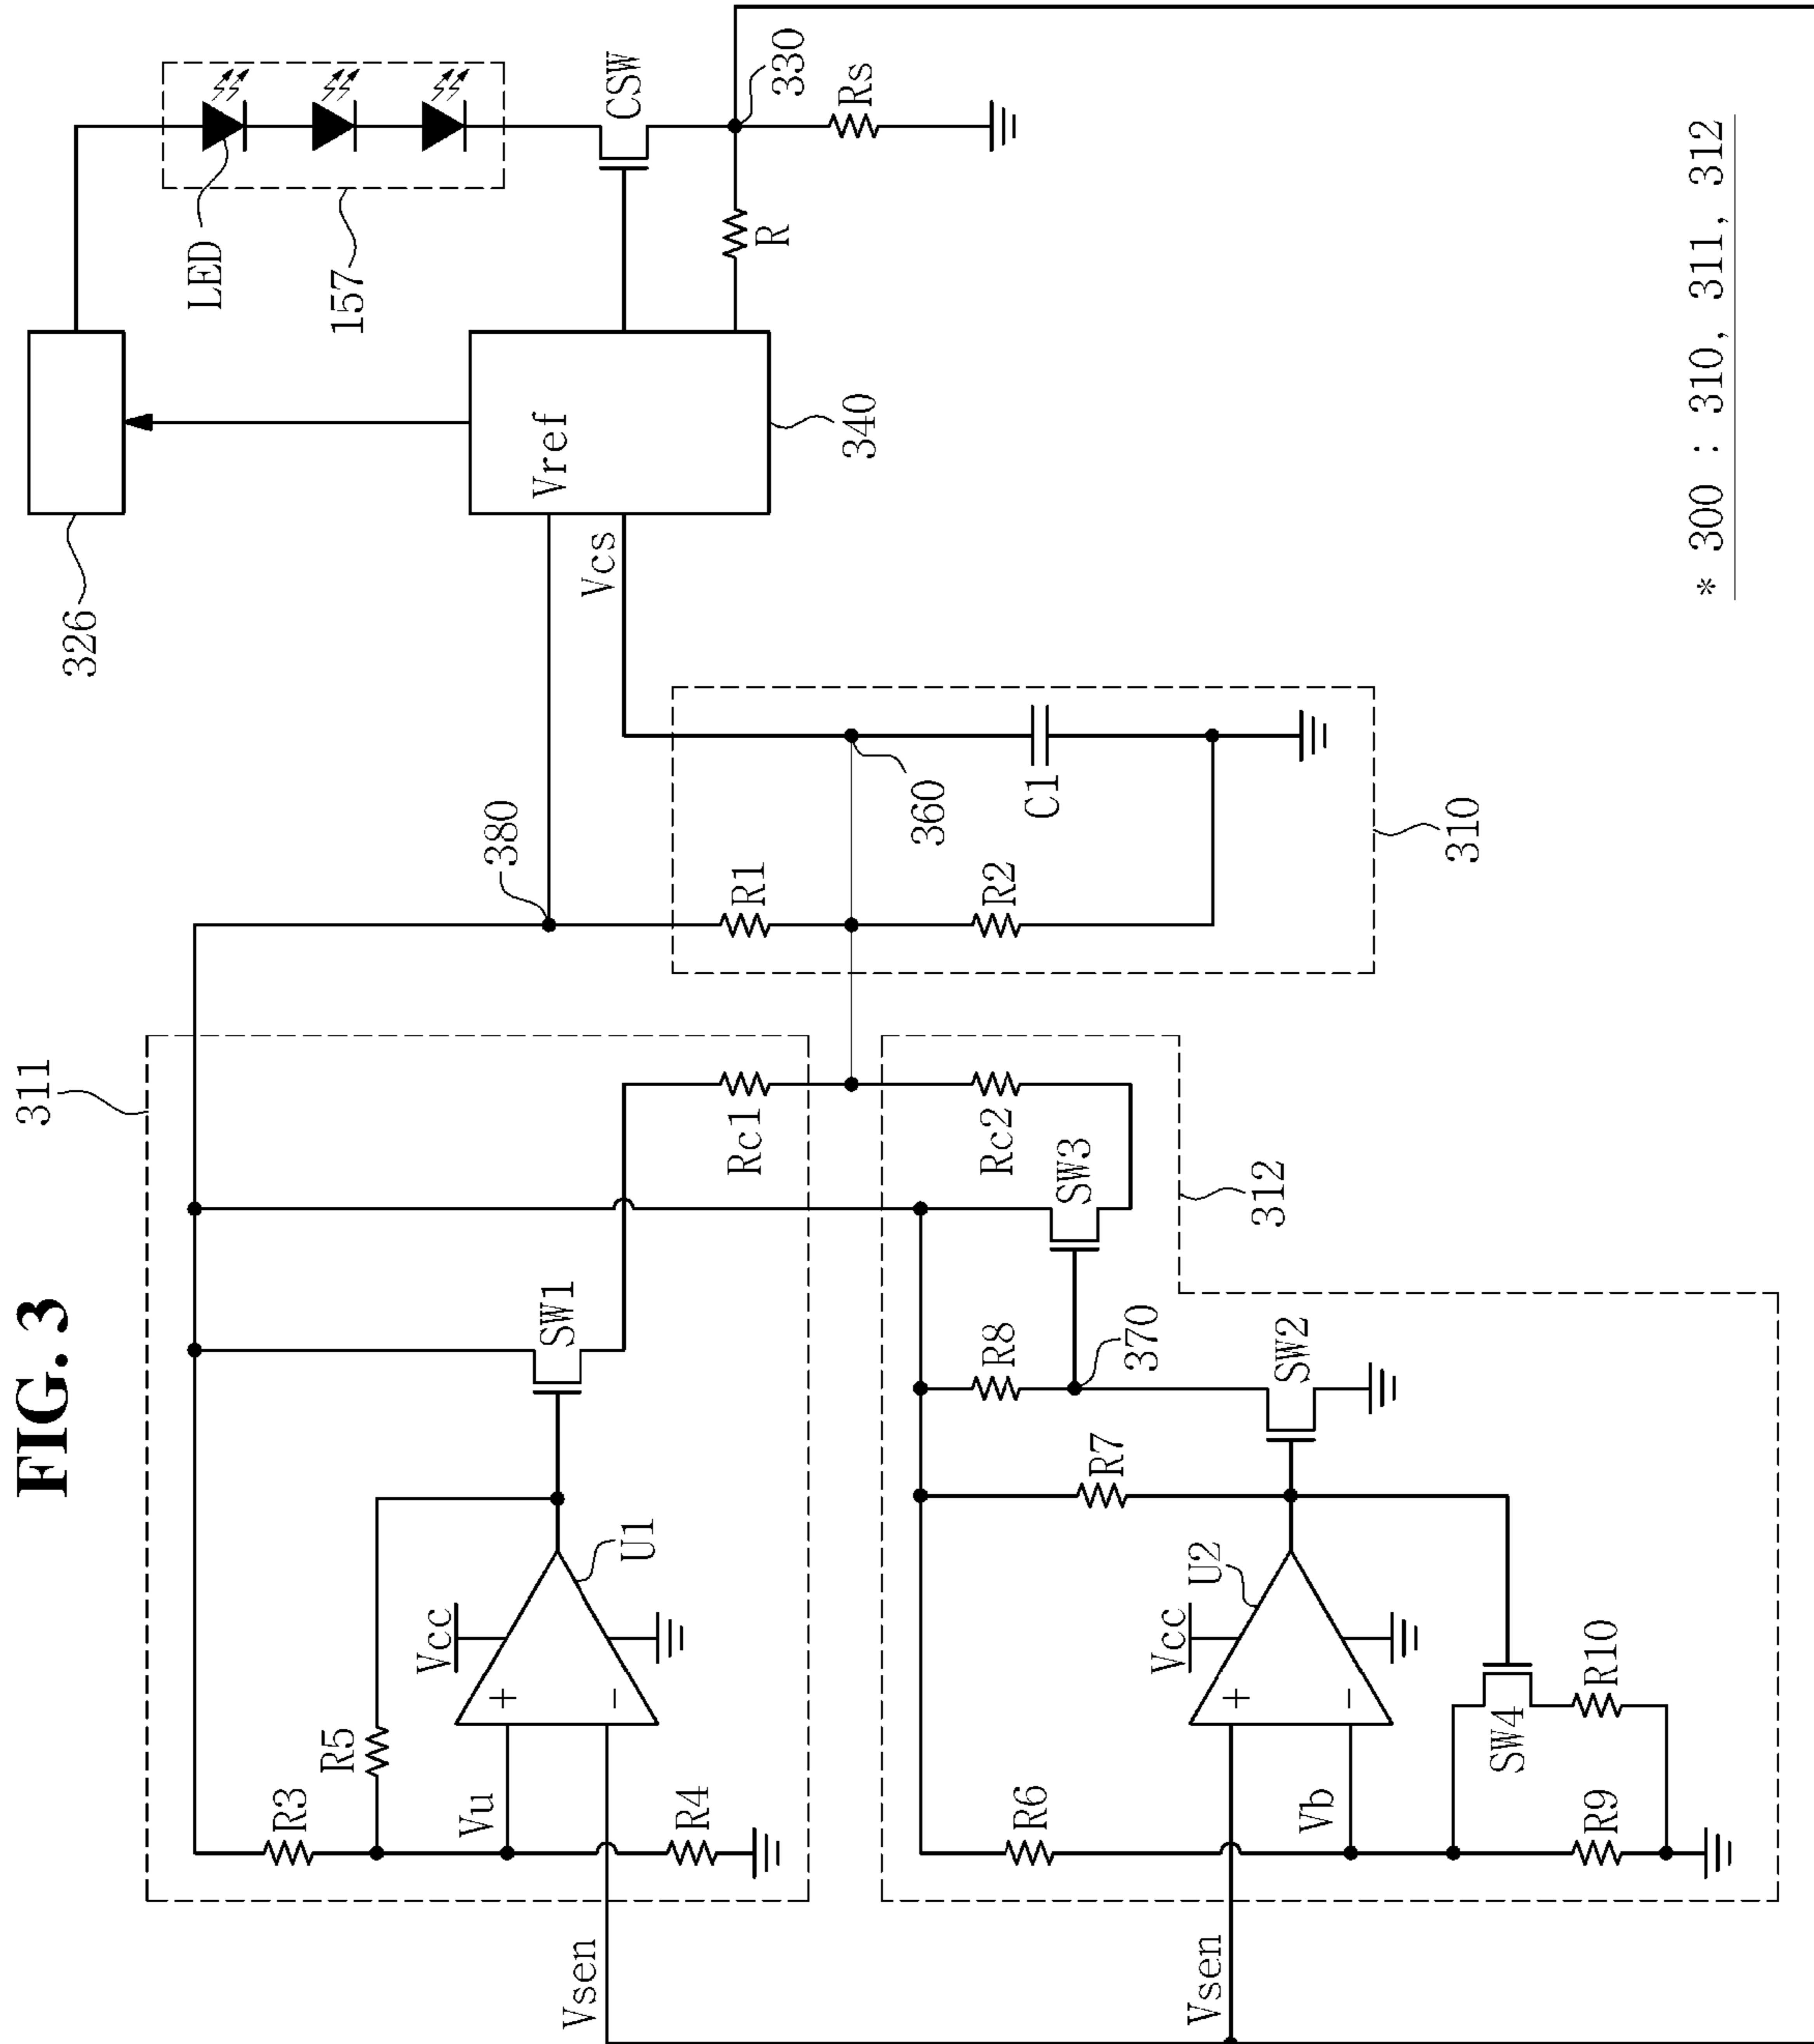 FIG. 3
311
326
LED
157
CSW
330
Rs
R
Vref
340
Vcs
380
R1
360
C1
R2
310
Rc1
Rc2
SW3
312
SW1
R8
370
SW2
R7
R5
R3
Vcc
+
-
U1
Vu
R4
Vsen
R6
Vcc
+
-
U2
Vb
R9
SW4
R10
Vsen
* 300 : 310, 311, 312